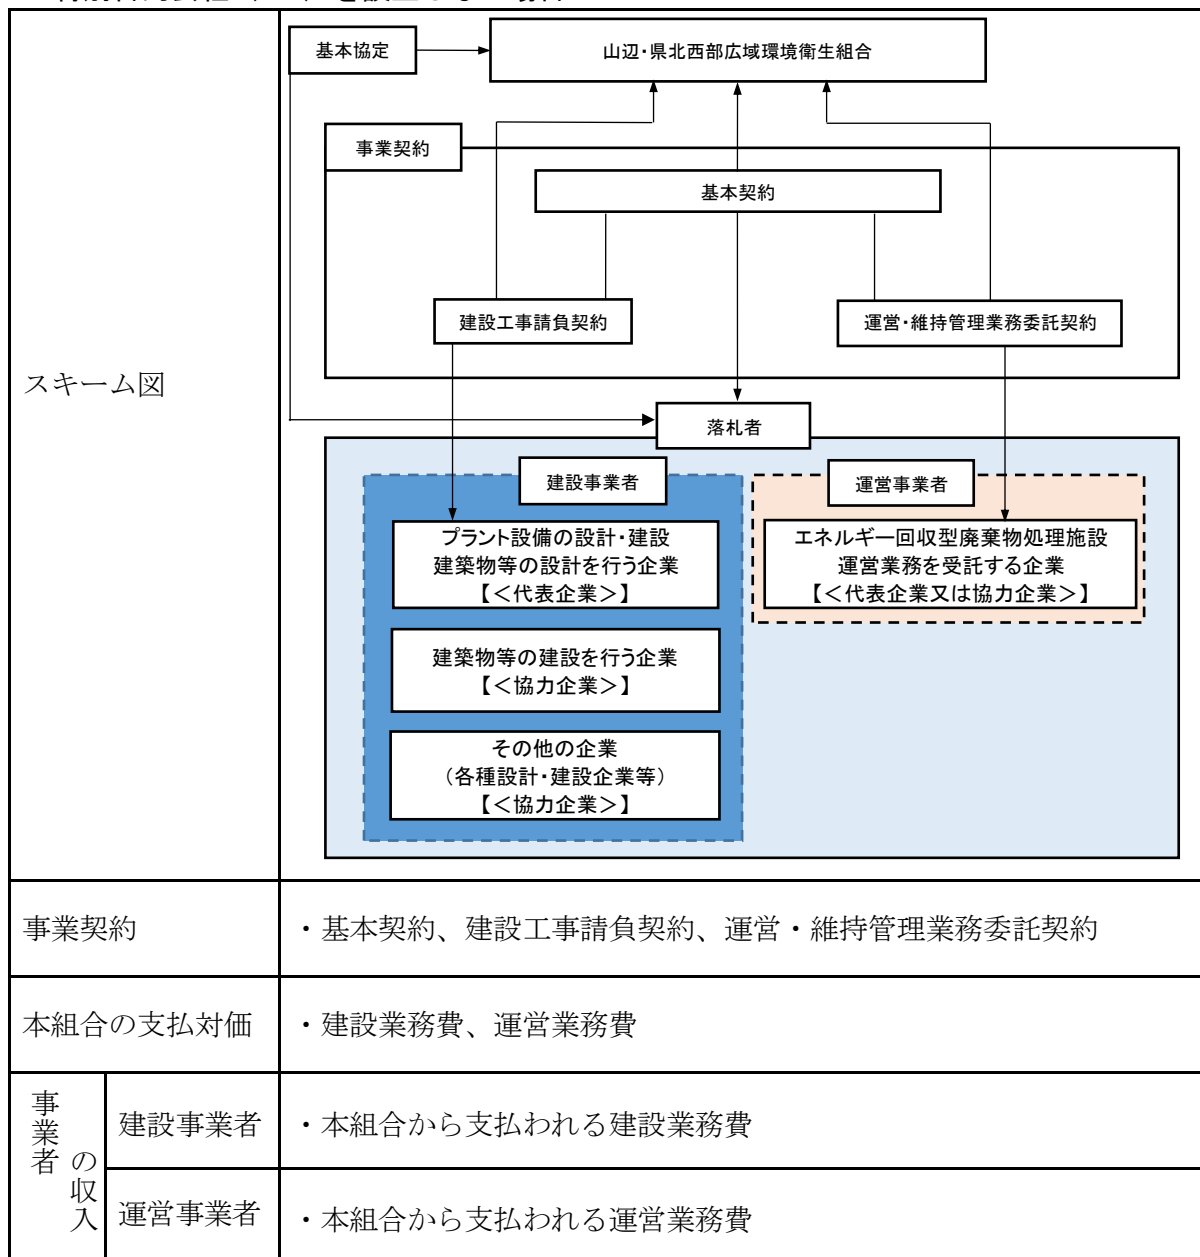 スキーム図
基本協定
山辺・県北西部広域環境衛生組合
事業契約
基本契約
建設工事請負契約
運営・維持管理業務委託契約
落札者
建設事業者
プラント設備の設計・建設
建築物等の設計を行う企業
【＜代表企業＞】
建築物等の建設を行う企業
【＜協力企業＞】
その他の企業
（各種設計・建設企業等）
【＜協力企業＞】
運営事業者
エネルギー回収型廃棄物処理施設
運営業務を受託する企業
【＜代表企業又は協力企業＞】
事業契約
・基本契約、建設工事請負契約、運営・維持管理業務委託契約
本組合の支払対価
・建設業務費、運営業務費
事業者
の収入
建設事業者
・本組合から支払われる建設業務費
運営事業者
・本組合から支払われる運営業務費